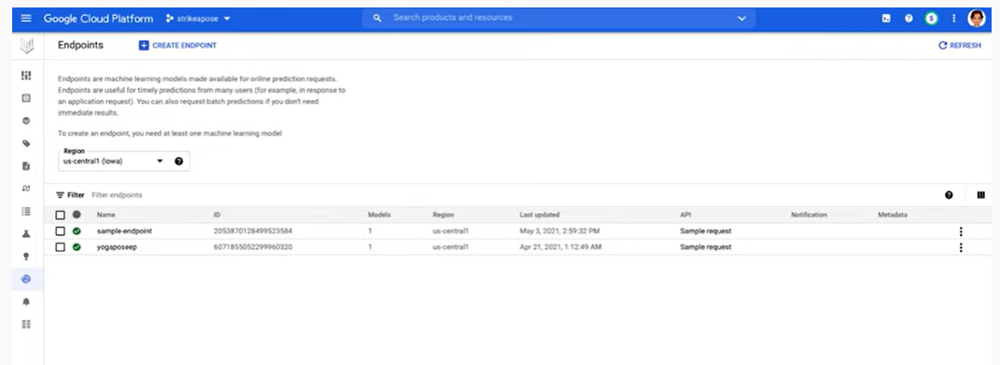 Google Cloud Platform strikeapose Search products and resources
Endpoints CREATE ENDPOINT REFRESH
Endpoints are machine learning models made available for online prediction requests.
Endpoints are useful for timely predictions from many users (for example, in response to
an application request). You can also request batch predictions if you don't need
immediate results.
To create an endpoint, you need at least one machine learning model
Region
us-central1 (Iowa)
Filter Filter endpoints
Name ID Models Region Last updated API Notification Metadata
sample-endpoint 2053870128499523584 1 us-central1 May 3, 2021, 2:59:32 PM Sample request
yogaposeep 6071855052299960320 1 us-central1 Apr 21, 2021, 1:12:49 AM Sample request